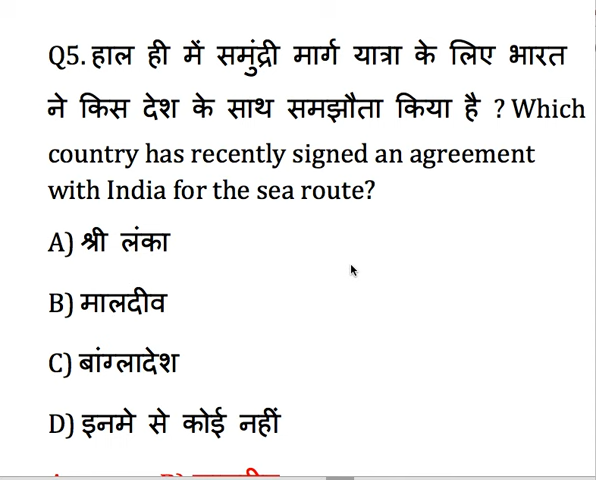 Q5. हाल ही में समुंद्री मार्ग यात्रा के लिए भारत
ने किस देश के साथ समझौता किया है ? Which
country has recently signed an agreement
with India for the sea route?
A) श्री लंका
B) मालदीव
C) बांग्लादेश
D) इनमे से कोई नहीं